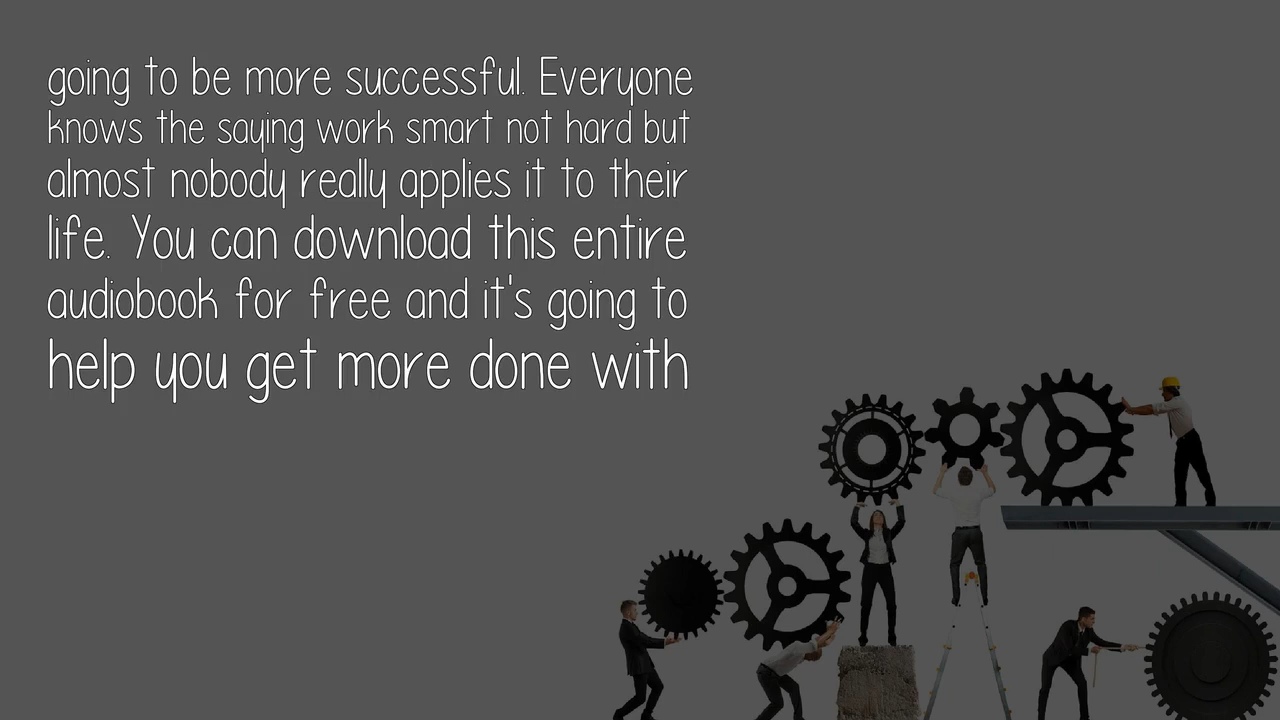 going to be more successful. Everyone
knows the saying work smart not hard but
almost nobody really applies it to their
life. You can download this entire
audiobook for free and it's going to
help you get more done with